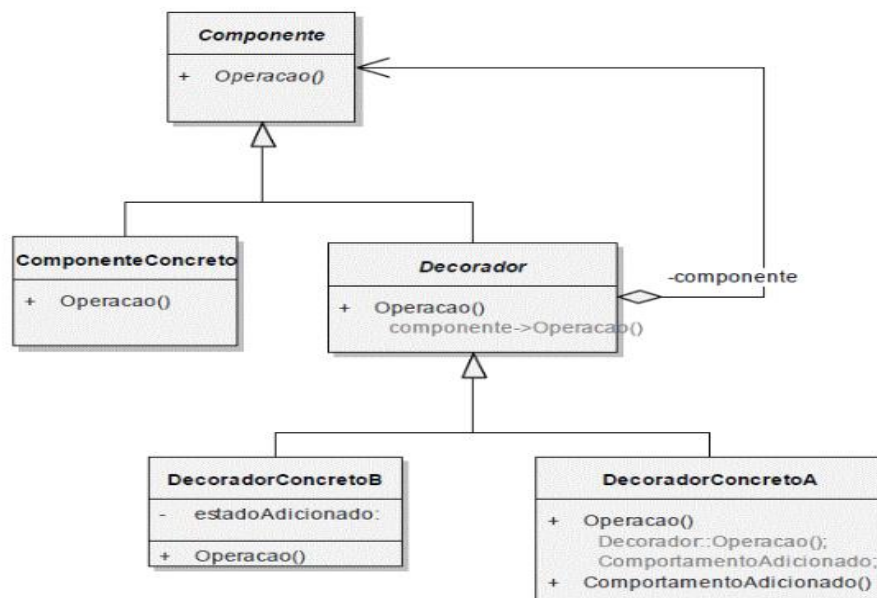 Componente
+ Operacao()
ComponenteConcreto
+ Operacao()
Decorador
+ Operacao()
componente->Operacao()
-componente
DecoradorConcretoB
- estadoAdicionado:
+ Operacao()
DecoradorConcretoA
+ Operacao()
Decorador::Operacao();
ComportamentoAdicionado;
+ ComportamentoAdicionado()